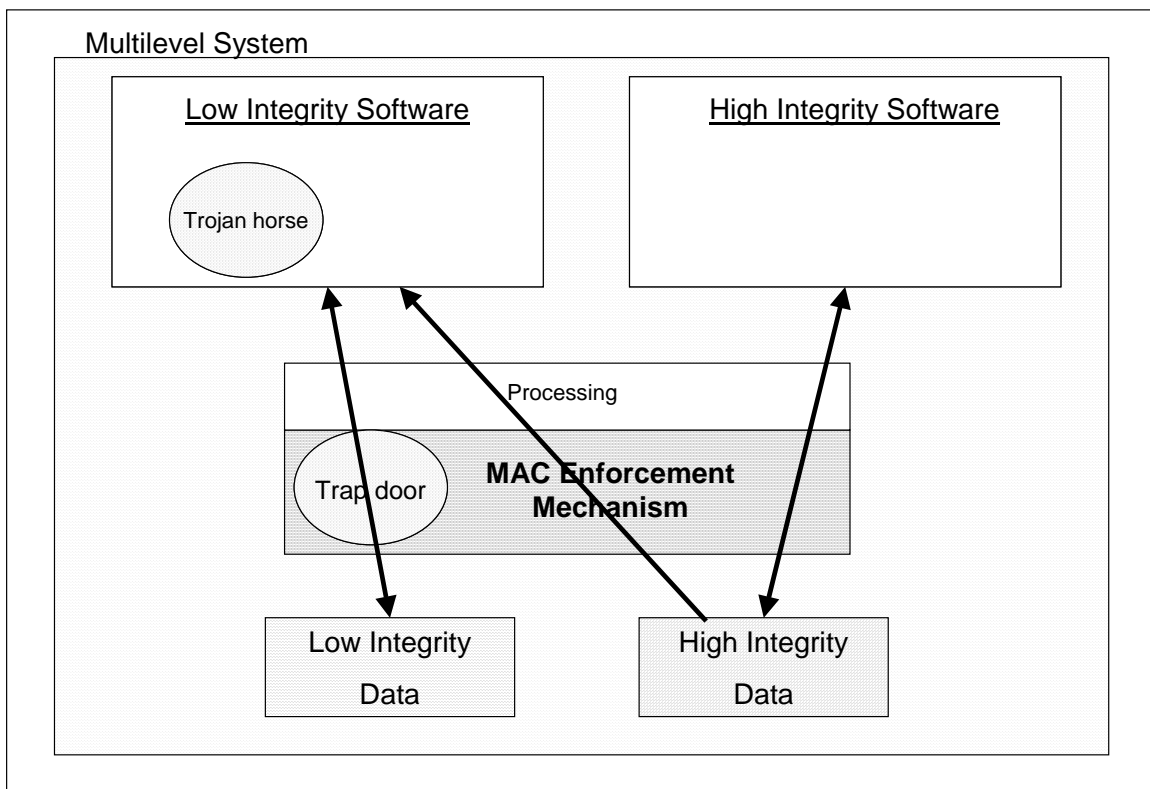 Multilevel System
Low Integrity Software
High Integrity Software
Trojan horse
Processing
Trap door
MAC Enforcement
Mechanism
Low Integrity
Data
High Integrity
Data